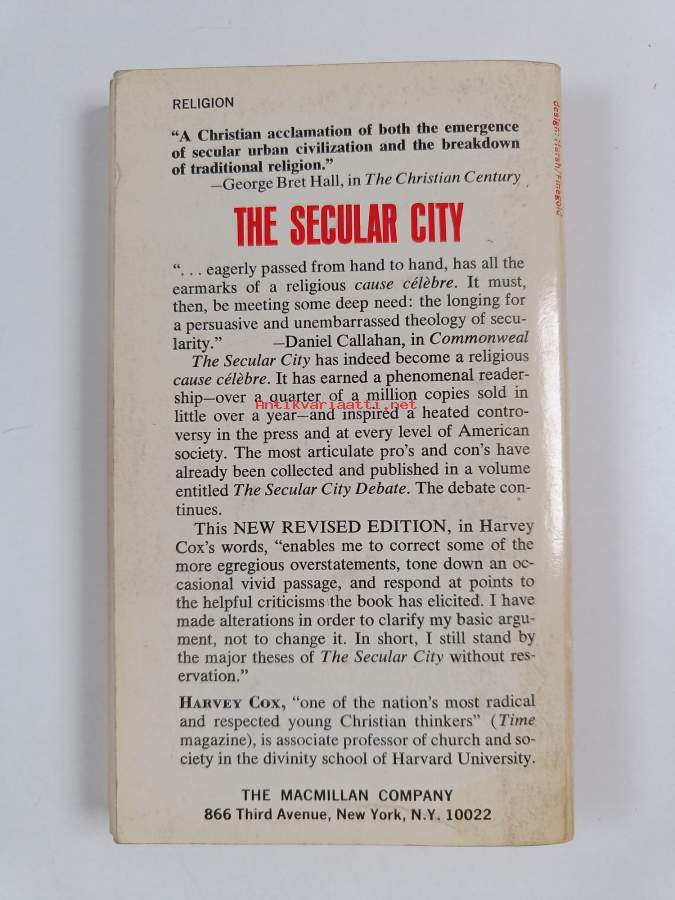 RELIGION
“A Christian acclamation of both the emergence
of secular urban civilization and the breakdown
of traditional religion.”
—George Bret Hall, in The Christian Century
design: Marsh/Finegold
THE SECULAR CITY
“. . . eagerly passed from hand to hand, has all the
earmarks of a religious cause célèbre. It must,
then, be meeting some deep need: the longing for
a persuasive and unembarrassed theology of secu-
larity.” —Daniel Callahan, in Commonweal
The Secular City has indeed become a religious
cause célèbre. It has earned a phenomenal reader-
ship—over a quarter of a million copies sold in
Antikvariaatti.net
little over a year—and inspired a heated contro-
versy in the press and at every level of American
society. The most articulate pro’s and con’s have
already been collected and published in a volume
entitled The Secular City Debate. The debate con-
tinues.
This NEW REVISED EDITION, in Harvey
Cox’s words, “enables me to correct some of the
more egregious overstatements, tone down an oc-
casional vivid passage, and respond at points to
the helpful criticisms the book has elicited. I have
made alterations in order to clarify my basic argu-
ment, not to change it. In short, I still stand by
the major theses of The Secular City without res-
ervation.”
HARVEY COX, “one of the nation’s most radical
and respected young Christian thinkers” (Time
magazine), is associate professor of church and so-
ciety in the divinity school of Harvard University.
THE MACMILLAN COMPANY
866 Third Avenue, New York, N.Y. 10022